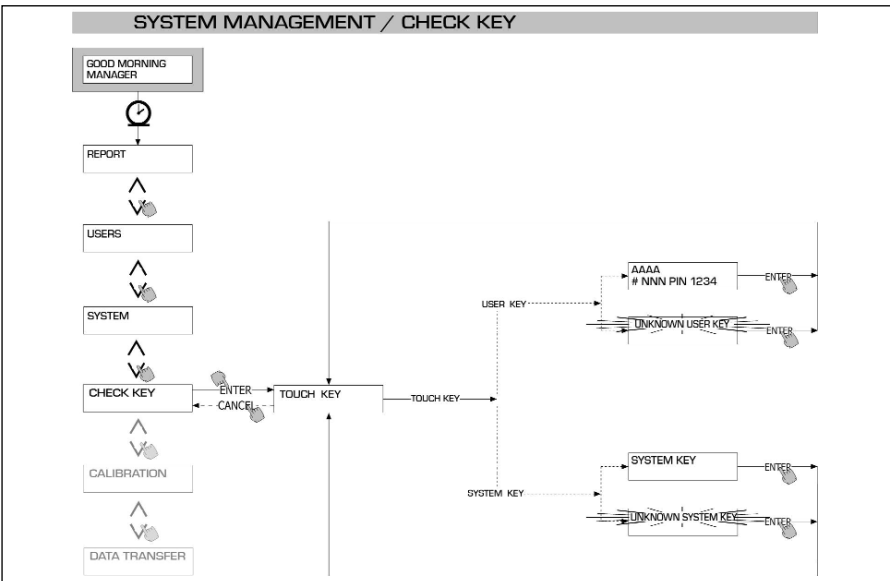 SYSTEM MANAGEMENT / CHECK KEY
GOOD MORNING
MANAGER
REPORT
USERS
SYSTEM
CHECK KEY
ENTER
CANCEL
TOUCH KEY
TOUCH KEY
USER KEY
AAAA
# NNN PIN 1234
ENTER
UNKNOWN USER KEY
ENTER
SYSTEM KEY
SYSTEM KEY
ENTER
UNKNOWN SYSTEM KEY
ENTER
CALIBRATION
DATA TRANSFER